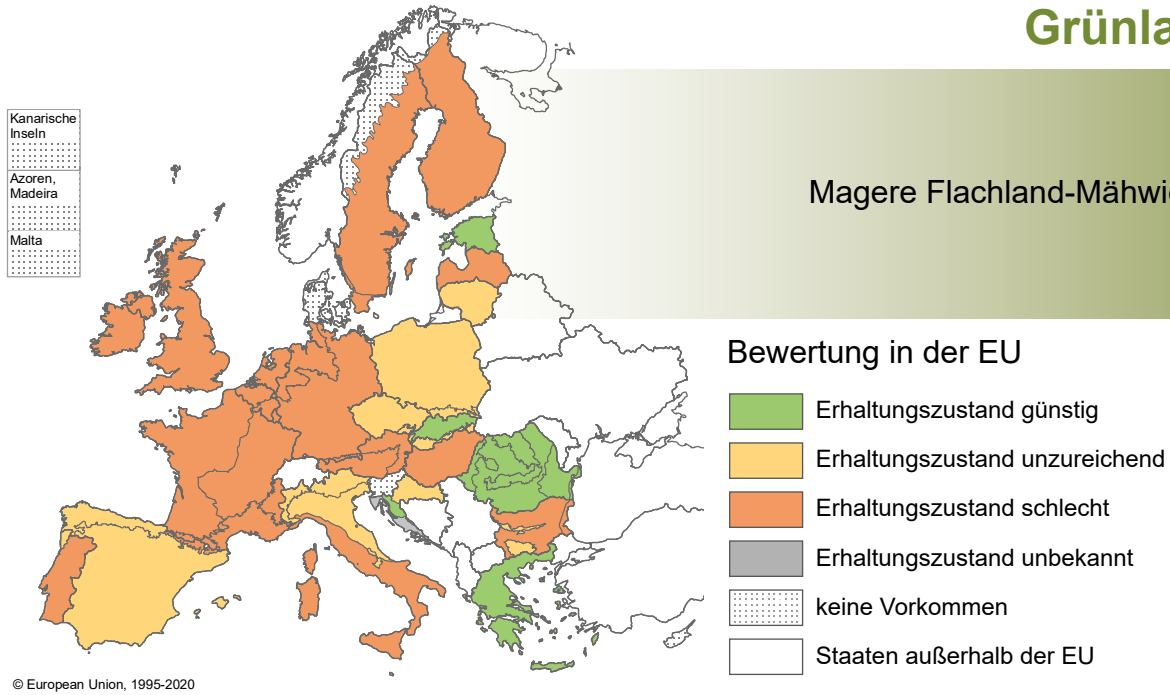 Grünla
Kanarische
Inseln
Azoren,
Madeira
Magere Flachland-Mähwie
Malta
Bewertung in der EU
Erhaltungszustand günstig
Erhaltungszustand unzureichend
Erhaltungszustand schlecht
Erhaltungszustand unbekannt
keine Vorkommen
Staaten außerhalb der EU
© European Union, 1995-2020